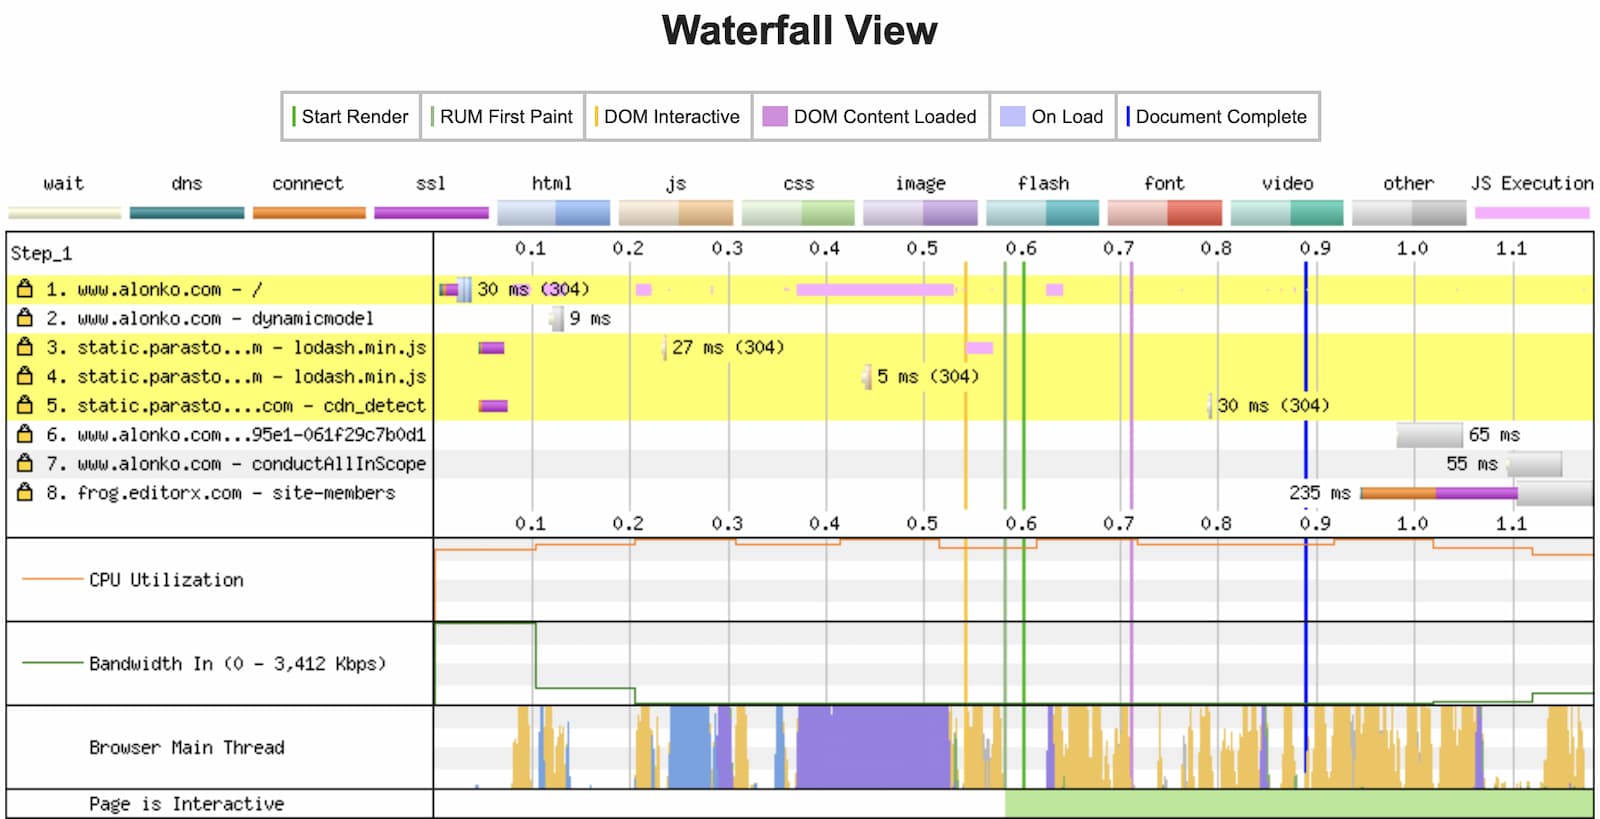 Waterfall View
Start Render RUM First Paint DOM Interactive DOM Content Loaded On Load Document Complete
wait dns connect ssl html js css image flash font video other JS Execution
Step_1 0.1 0.2 0.3 0.4 0.5 0.6 0.7 0.8 0.9 1.0 1.1
1. www.alonko.com - / 30 ms (304)
2. www.alonko.com - dynamicmodel 9 ms
3. static.parasto...m - lodash.min.js 27 ms (304)
4. static.parasto...m - lodash.min.js 5 ms (304)
5. static.parasto....com - cdn_detect 30 ms (304)
6. www.alonko.com...95e1-061f29c7b0d1 65 ms
7. www.alonko.com - conductAllInScope 55 ms
8. frog.editorx.com - site-members 235 ms
0.1 0.2 0.3 0.4 0.5 0.6 0.7 0.8 0.9 1.0 1.1
CPU Utilization
Bandwidth In (0 - 3,412 Kbps)
Browser Main Thread
Page is Interactive